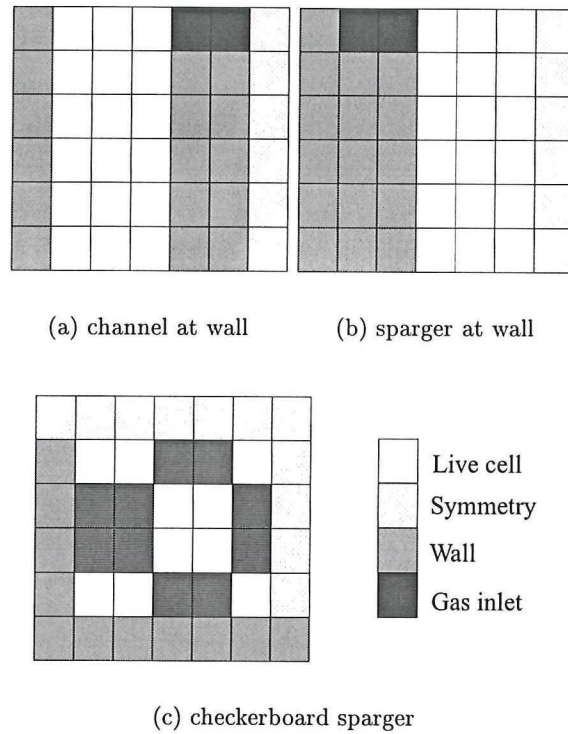 (a) channel at wall
(b) sparger at wall
Live cell
Symmetry
Wall
Gas inlet
(c) checkerboard sparger